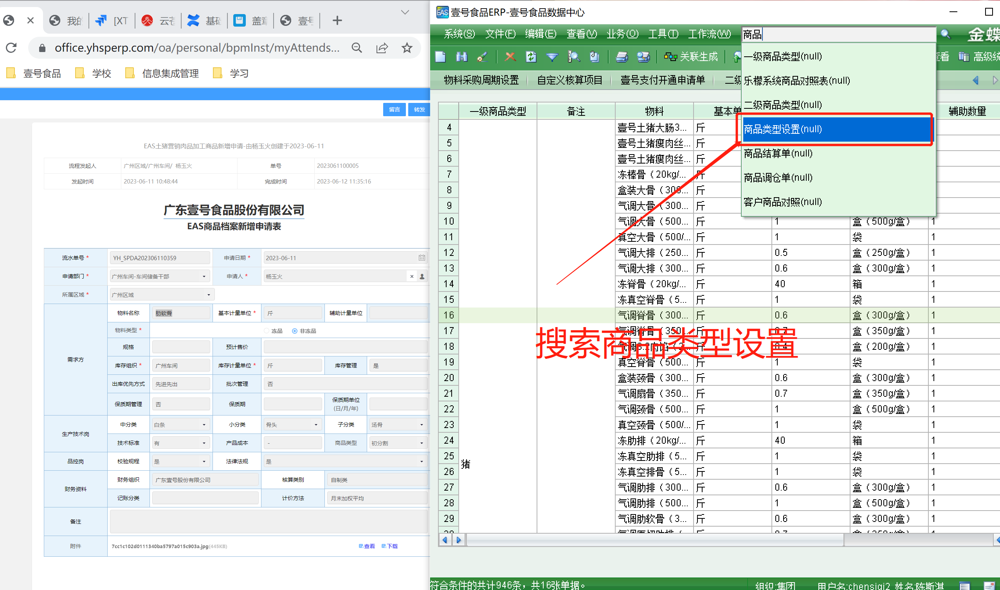 我的
[XT
云苍
基础
盖章
壹号
office.yhsperp.com/oa/personal/bpmInst/myAttends...
壹号食品
学校
信息集成管理
学习
留言
转发
EAS土猪营销肉品加工商品新增申请-由杨玉火创建于2023-06-11
流程发起人 广州区域/广州车间/ 杨玉火 单号 2023061100005
发起时间 2023-06-11 10:48:44 完成时间 2023-06-12 11:35:16
广东壹号食品股份有限公司
EAS商品档案新增申请表
流水单号 * YH_SPDA202306110359 申请日期 * 2023-06-11
申请部门 * 广州车间-车间储备干部 申请人 * 杨玉火
所属区域 * 广州区域
需求方
物料名称 肋软骨 基本计量单位 * 斤 辅助计量单位
物料类型 * 冻品 非冻品
规格 预计售价
库存组织 * 广州车间 库存计量单位 * 斤 库存管理 是
出库优先方式 先进先出 批次管理 否
保质期管理 否 保质期 保质期单位
(日/月/年)
生产技术岗
中分类 白条 小分类 骨头 子分类 汤骨
技术标准 有 产品成本 - 商品类型 初分割
品控岗 校验规程 是 法律法规 是
财务资料
财务组织 广东壹号股份有限公司 核算类别 自制类
记账分类 计价方法 月末加权平均
备注
附件 7cc1c102d0111340ba5797a015c903a.jpg(445KB) 查看 下载
EAS 壹号食品ERP-壹号食品数据中心
系统(S) 文件(F) 编辑(E) 查看(V) 业务(O) 工具(T) 工作流(W) 商品 金蝶
关联生成 查看 高级统
物料采购周期设置 自定义核算项目 壹号支付开通申请单 二级
一级商品类型(null)
乐檬系统商品对照表(null)
二级商品类型(null)
商品类型设置(null)
商品结算单(null)
商品调仓单(null)
客户商品对照(null)
一级商品类型 备注 物料 基本单 辅助数量
4 壹号土猪大肠3... 斤
5 壹号土猪瘦肉丝... 斤
6 壹号土猪瘦肉丝... 斤
7 冻棒骨（20kg/... 斤
8 盒装大骨（300... 斤
9 气调大骨（300... 斤
10 气调大骨（500... 斤 1 盒（500g/盒） 1
11 真空大骨（500/... 斤 1 袋 1
12 气调大排（250... 斤 0.5 盒（250g/盒） 1
13 气调大排（300... 斤 0.6 盒（300g/盒） 1
14 冻脊骨（20kg/... 斤 40 箱 1
15 冻真空脊骨（5... 斤 1 袋 1
16 气调脊骨（300... 斤 0.6 盒（300g/盒） 1
17 气调脊骨（350... 斤 0.7 盒（350g/盒） 1
搜索商品类型设置
18 斤 0.4 盒（200g/盒） 1
19 真空脊骨（500... 斤 1 袋 1
20 盒装颈骨（300... 斤 0.6 盒（300g/盒） 1
21 气调扇骨（350... 斤 0.7 盒（350g/盒） 1
22 气调颈骨（500... 斤 1 盒（500g/盒） 1
23 真空颈骨（500/... 斤 1 袋 1
24 冻肋排（20kg/... 斤 40 箱 1
25 冻真空肋排（5... 斤 1 袋 1
猪
26 冻真空排骨（5... 斤 1 袋 1
27 气调肋排（300... 斤 0.6 盒（300g/盒） 1
28 气调肋排（500... 斤 1 盒（500g/盒） 1
29 气调肋软骨（3... 斤 0.6 盒（300g/盒） 1
符合条件的共计946条，共16张单据。
组织:集团 用户名:chensiqi2 姓名:陈斯淇